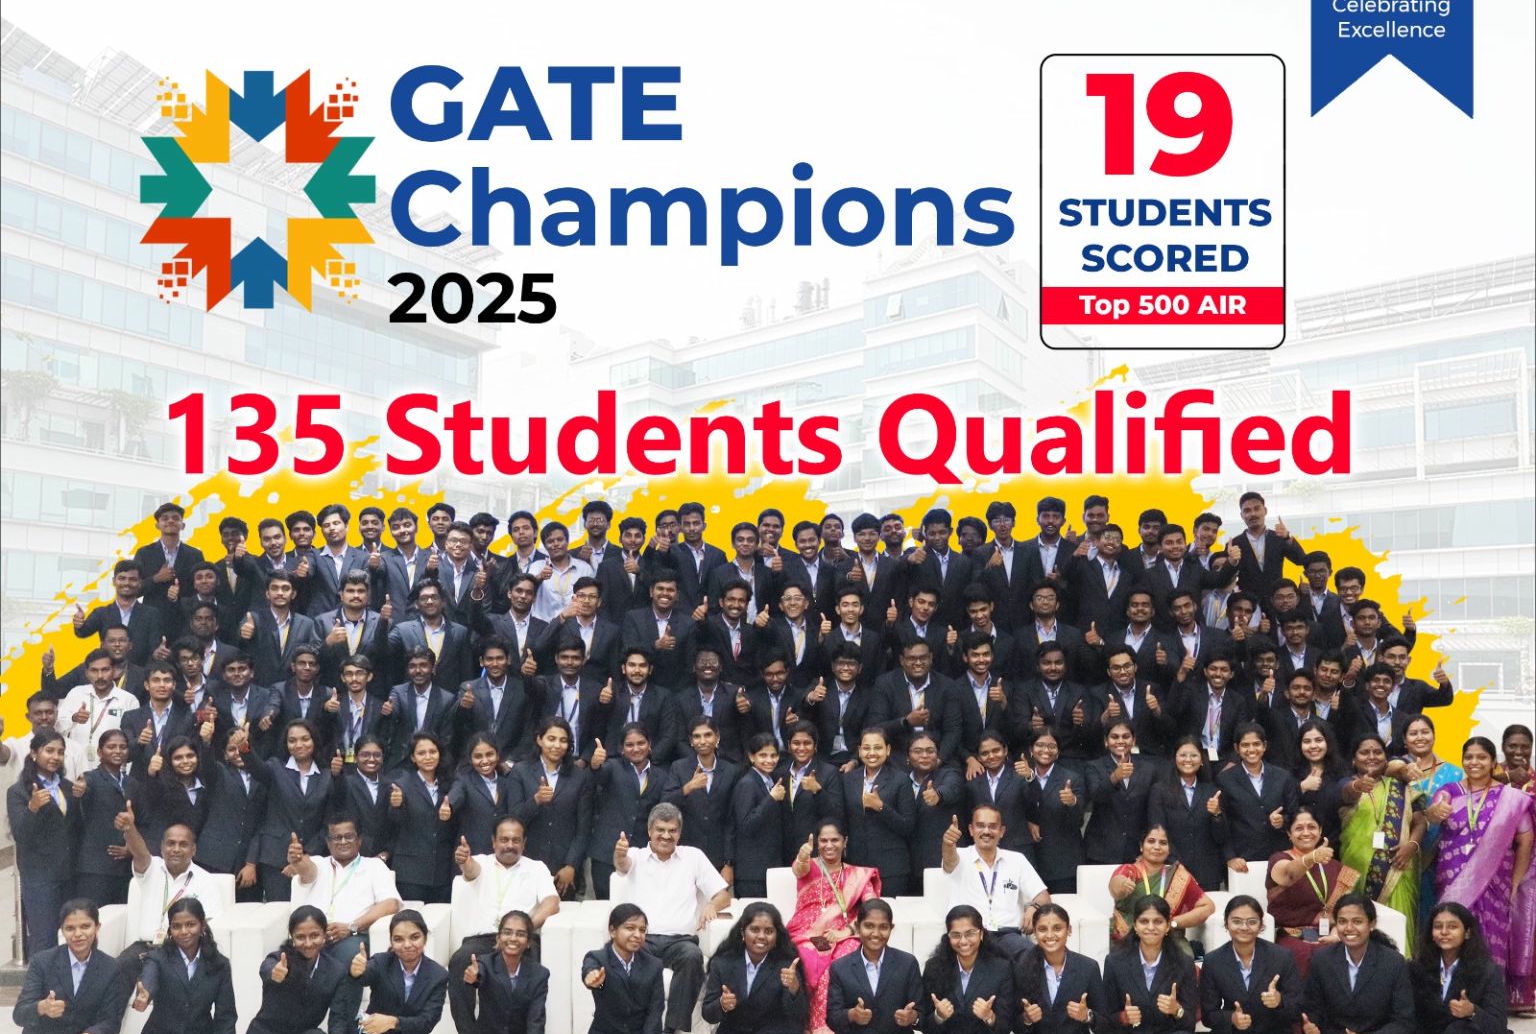 Celebrating
Excellence
GATE
Champions
2025
19
STUDENTS
SCORED
Top 500 AIR
135 Students Qualified